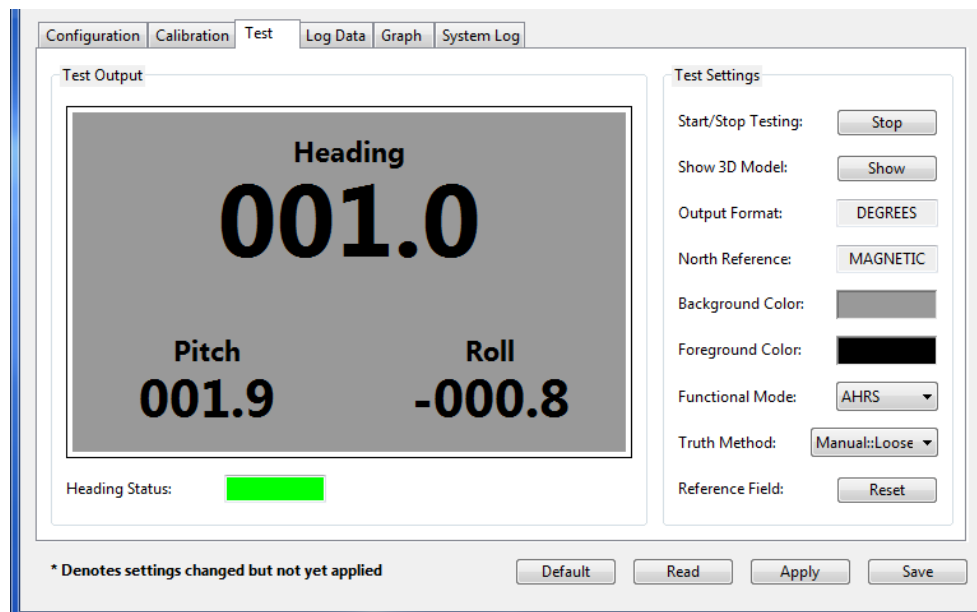 Configuration Calibration Test Log Data Graph System Log
Test Output
Heading
001.0
Pitch Roll
001.9 -000.8
Heading Status:
Test Settings
Start/Stop Testing: Stop
Show 3D Model: Show
Output Format: DEGREES
North Reference: MAGNETIC
Background Color:
Foreground Color:
Functional Mode: AHRS
Truth Method: Manual::Loose
Reference Field: Reset
* Denotes settings changed but not yet applied
Default Read Apply Save